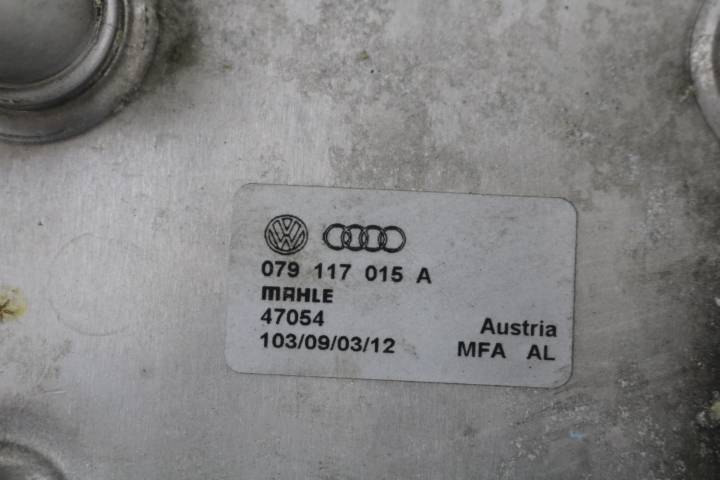 079 117 015 A
MAHLE
47054
Austria
103/09/03/12
MFA AL